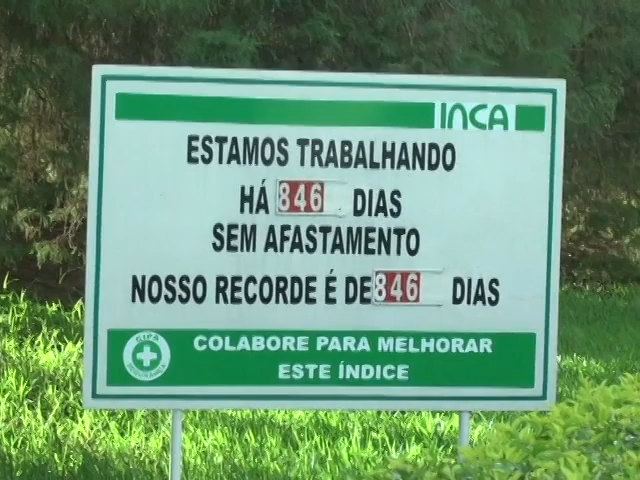 INCA
ESTAMOS TRABALHANDO
HÁ 846 DIAS
SEM AFASTAMENTO
NOSSO RECORDE É DE 846 DIAS
CIPA
SEGURANÇA
COLABORE PARA MELHORAR
ESTE ÍNDICE